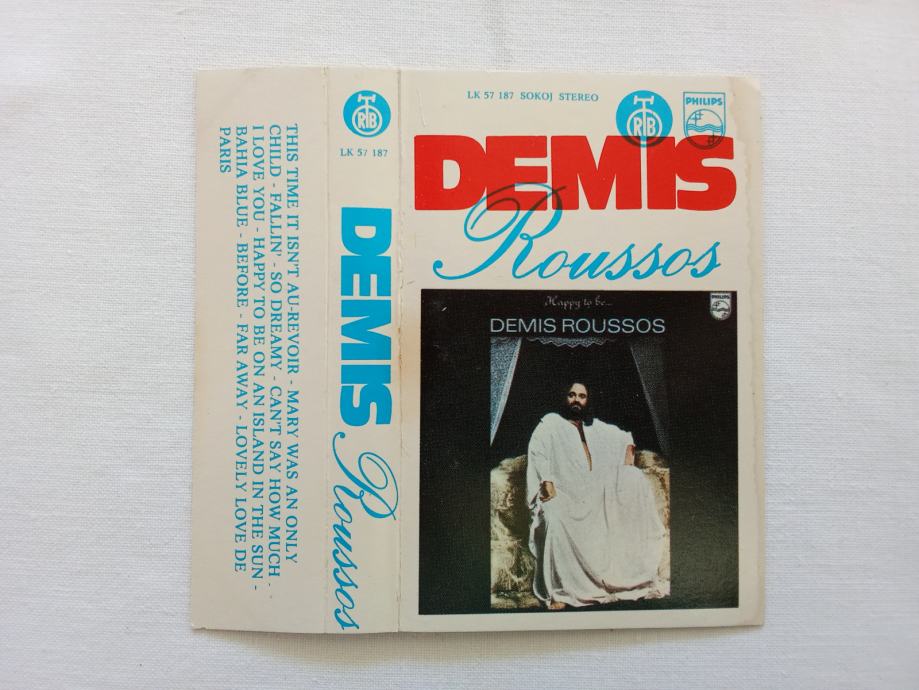 THIS TIME IT ISN'T AU-REVOIR - MARY WAS AN ONLY
CHILD - FALLIN' - SO DREAMY - CAN'T SAY HOW MUCH -
I LOVE YOU - HAPPY TO BE ON AN ISLAND IN THE SUN -
BAHIA BLUE - BEFORE - FAR AWAY - LOVELY LOVE DE
PARIS
RTB
LK 57 187
DEMIS Roussos
LK 57 187 SOKOJ STEREO
RTB
PHILIPS
DEMIS
Roussos
Happy to be...
PHILIPS
DEMIS ROUSSOS